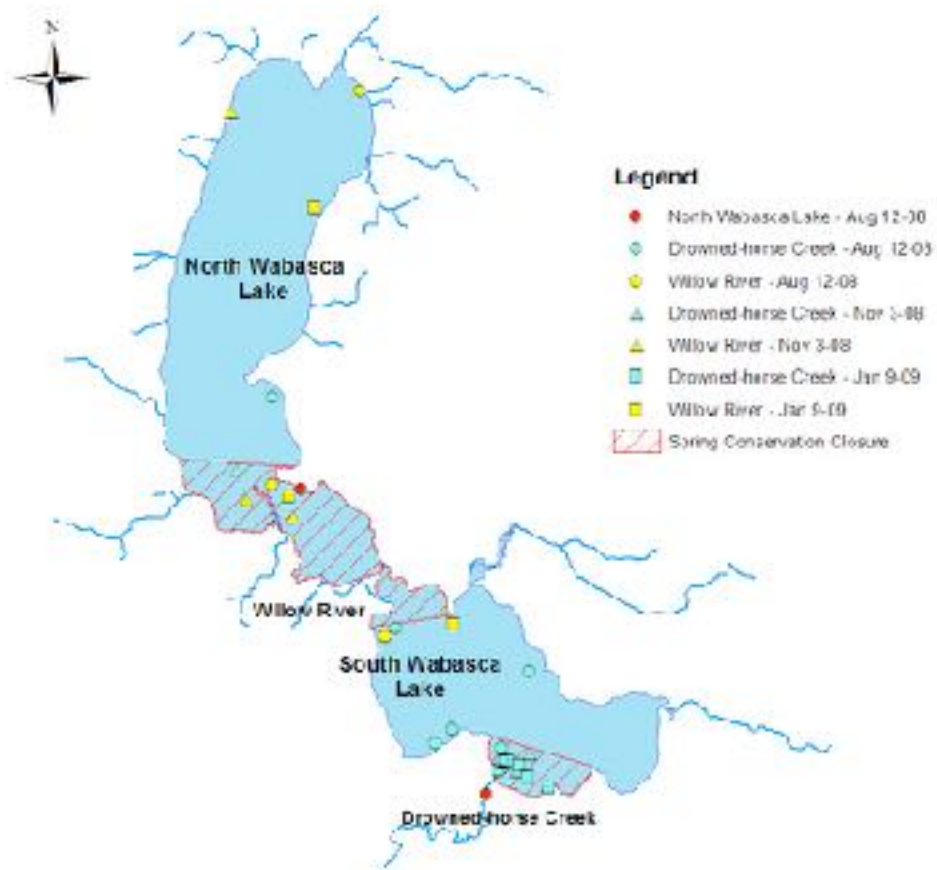 N
Legend
North Wabasca Lake - Aug 12-08
Drowned-horse Creek - Aug 12-08
Willow River - Aug 12-08
Drowned-horse Creek - Nov 3-08
Willow River - Nov 3-08
Drowned-horse Creek - Jan 9-09
Willow River - Jan 9-09
Spring Conservation Closure
North Wabasca
Lake
Willow River
South Wabasca
Lake
Drowned-horse Creek